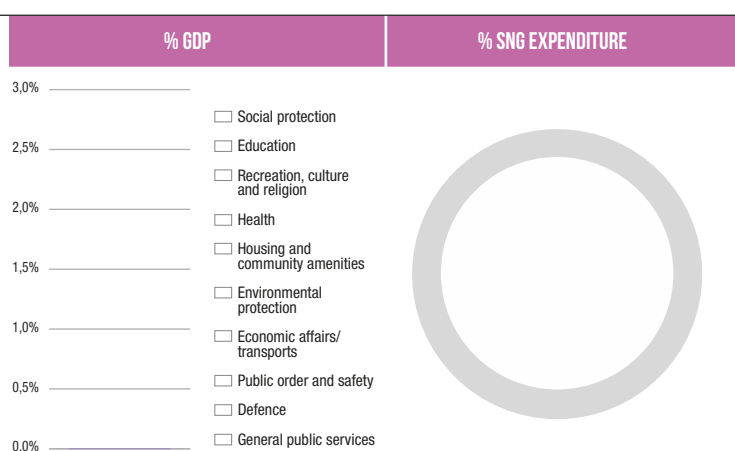 % GDP
% SNG EXPENDITURE
3,0%
2,5%
2,0%
1,5%
1,0%
0,5%
0.0%
Social protection
Education
Recreation, culture
and religion
Health
Housing and
community amenities
Environmental
protection
Economic affairs/
transports
Public order and safety
Defence
General public services